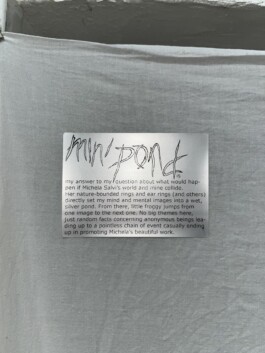 min' pond.
my answer to my question about what would hap-
pen if Michela Salvi's world and mine collide.
Her nature-bounded rings and ear rings (and others)
directly set my mind and mental images into a wet,
silver pond. From there, little froggy jumps from
one image to the next one. No big themes here,
just random facts concerning anonymous beings lea-
ding up to a pointless chain of event casually ending
up in promoting Michela's beautiful work.